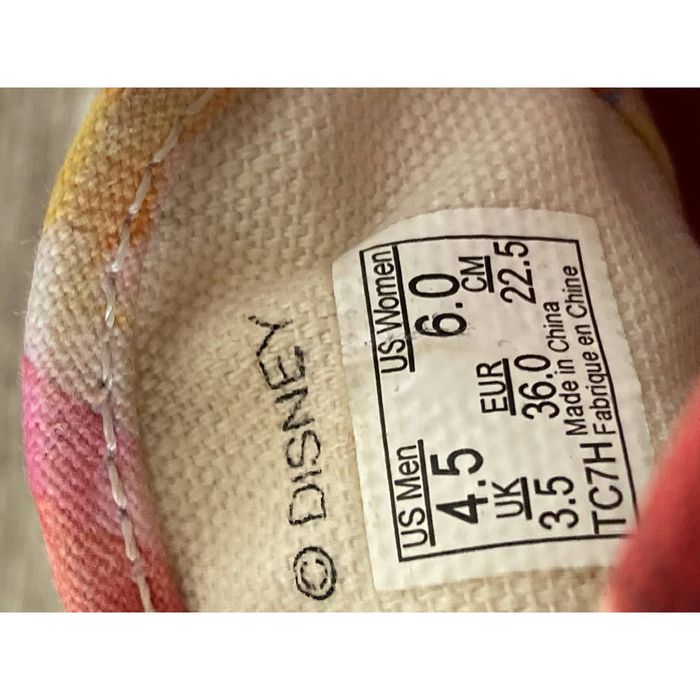 © DISNEY
US Men US Women
4.5 6.0
UK EUR CM
3.5 36.0 22.5
TC7H Made in China
Fabrique en Chine